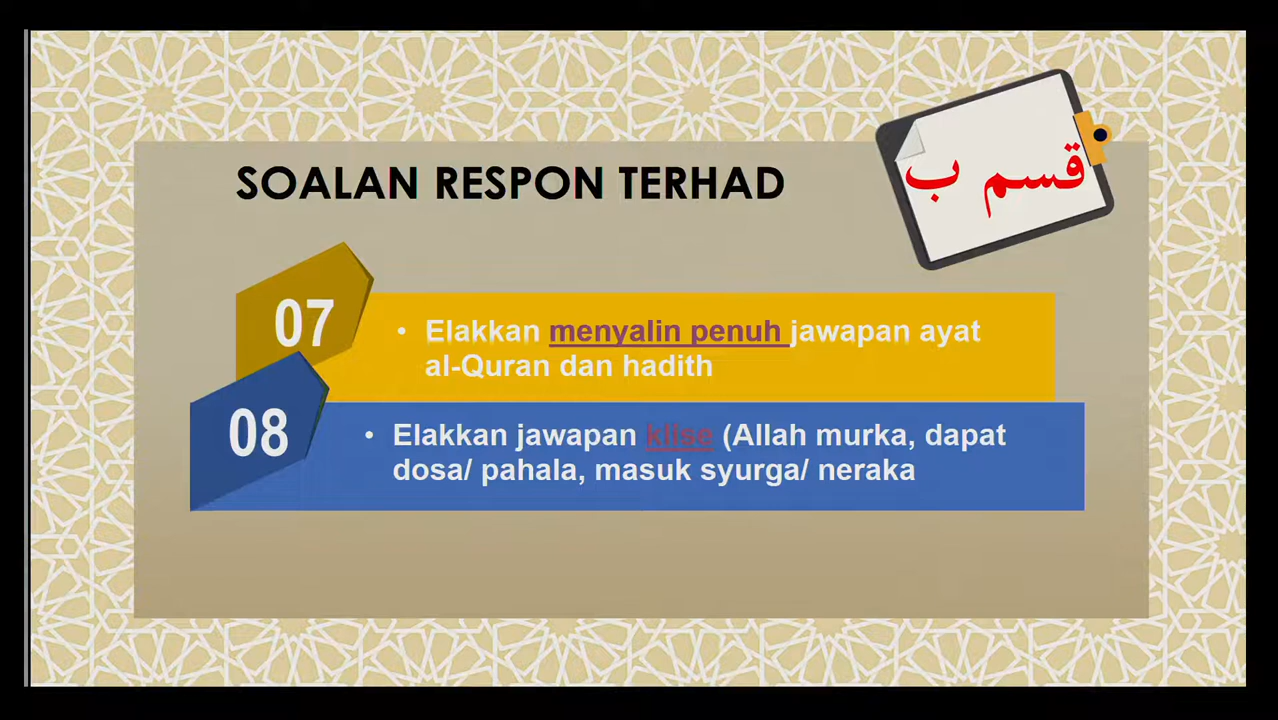 SOALAN RESPON TERHAD
قسم ب
07
• Elakkan menyalin penuh jawapan ayat
al-Quran dan hadith
08
• Elakkan jawapan klise (Allah murka, dapat
dosa/ pahala, masuk syurga/ neraka